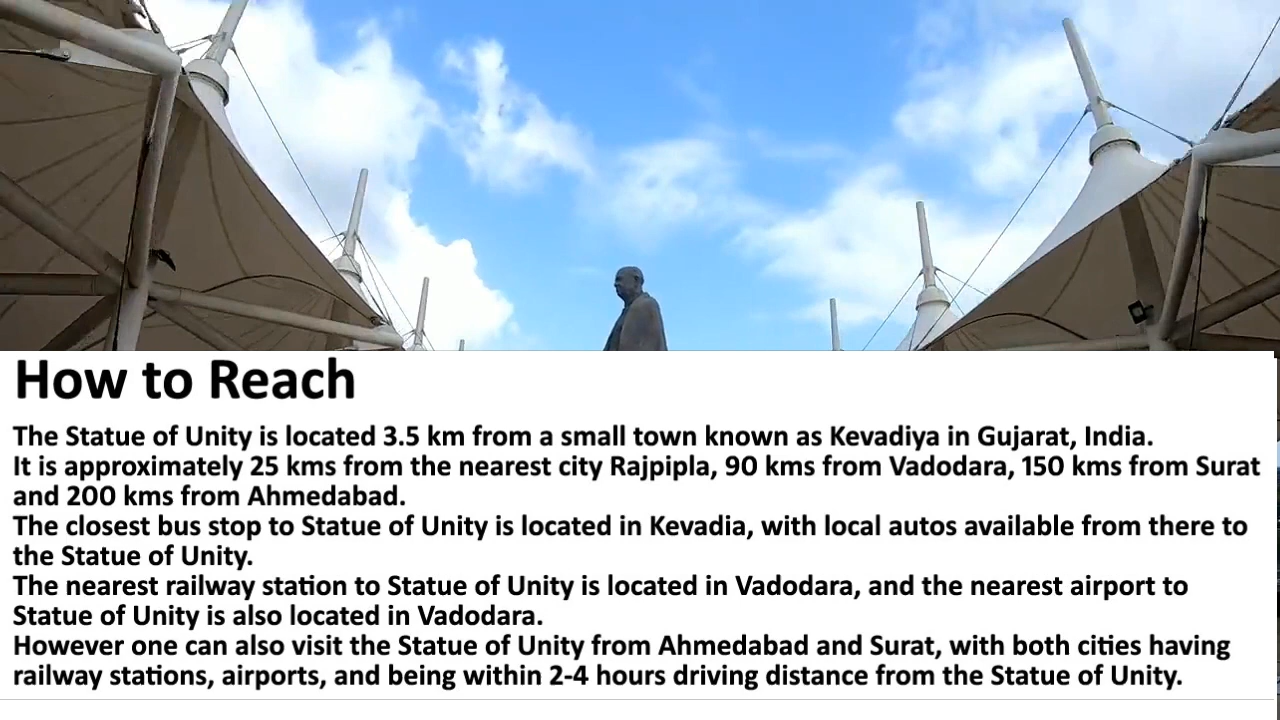 How to Reach
The Statue of Unity is located 3.5 km from a small town known as Kevadiya in Gujarat, India.
It is approximately 25 kms from the nearest city Rajpipla, 90 kms from Vadodara, 150 kms from Surat
and 200 kms from Ahmedabad.
The closest bus stop to Statue of Unity is located in Kevadia, with local autos available from there to
the Statue of Unity.
The nearest railway station to Statue of Unity is located in Vadodara, and the nearest airport to
Statue of Unity is also located in Vadodara.
However one can also visit the Statue of Unity from Ahmedabad and Surat, with both cities having
railway stations, airports, and being within 2-4 hours driving distance from the Statue of Unity.